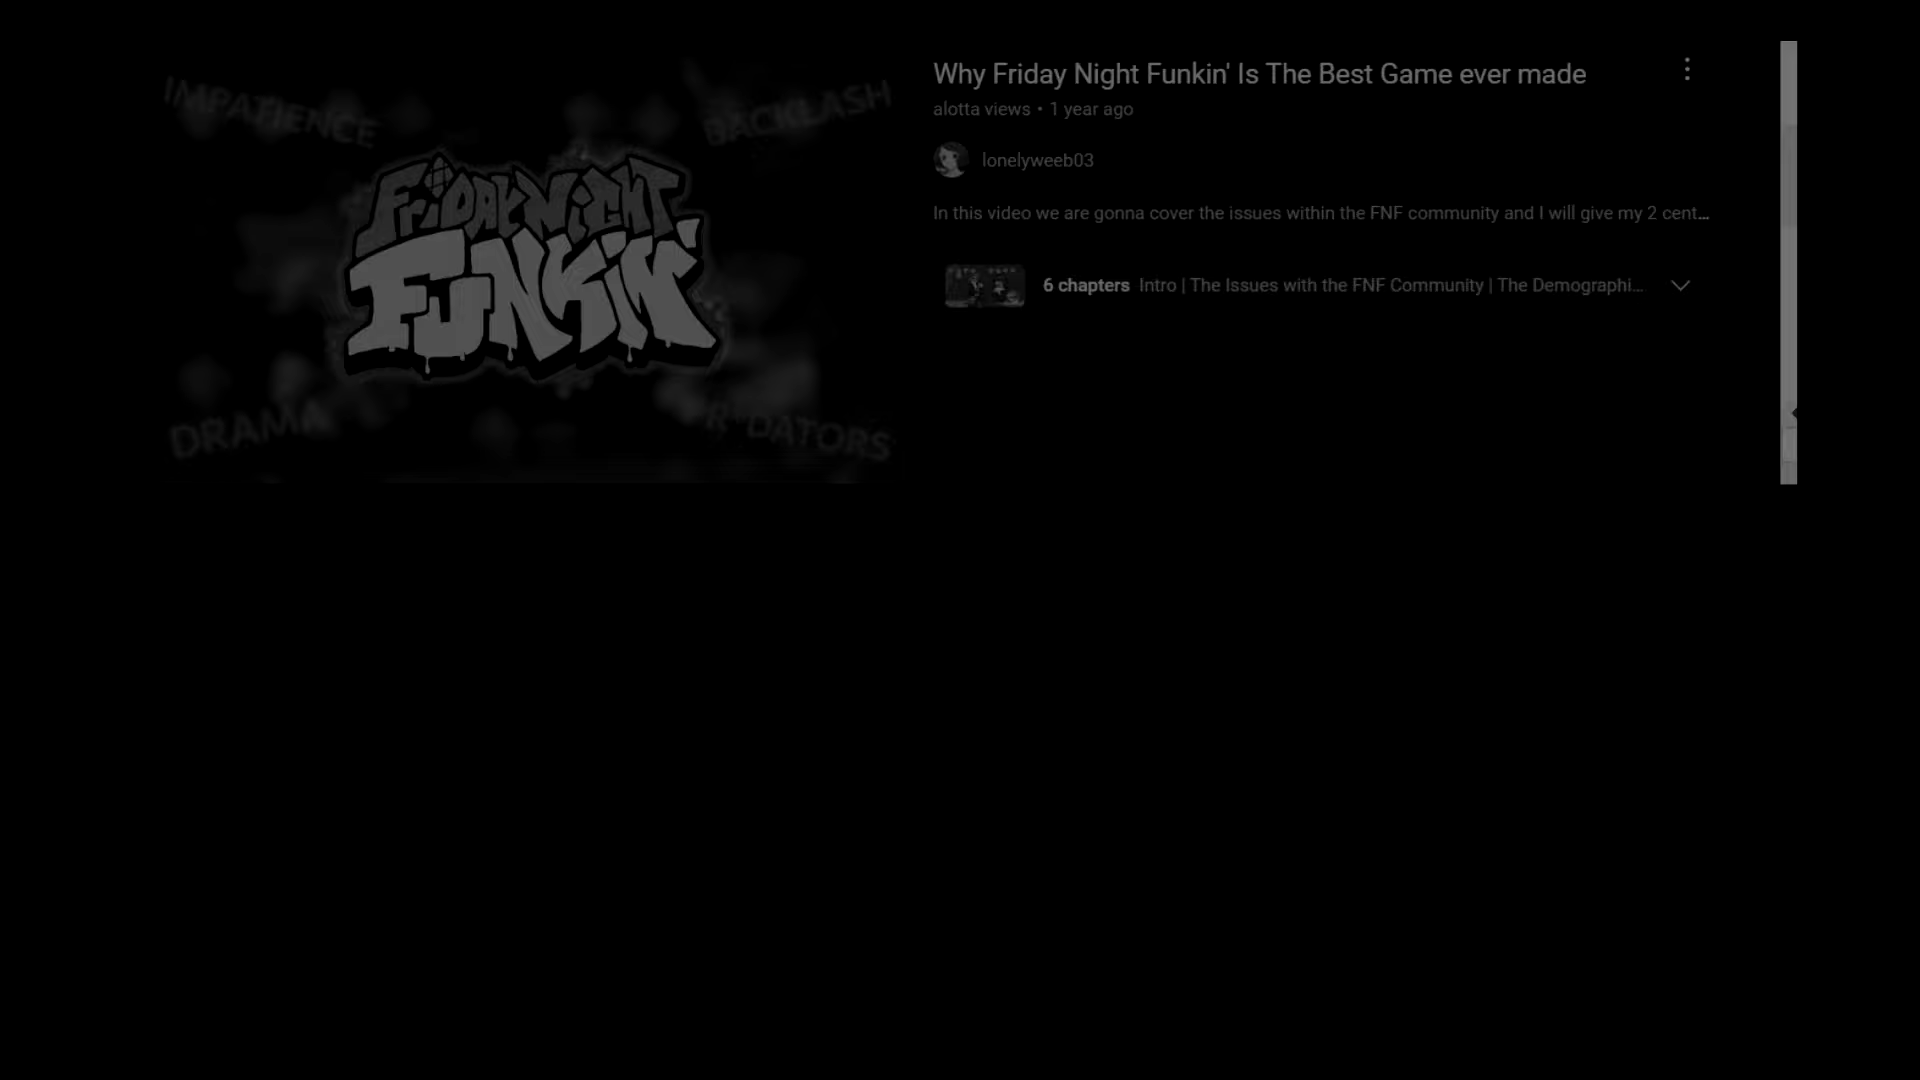 IMPATIENCE
BACKLASH
FRiDAY NiGHT
FUNKiN'
DRAMA
PR DATORS
Why Friday Night Funkin' Is The Best Game ever made
alotta views • 1 year ago
lonelyweeb03
In this video we are gonna cover the issues within the FNF community and I will give my 2 cent...
6 chapters Intro | The Issues with the FNF Community | The Demographi...